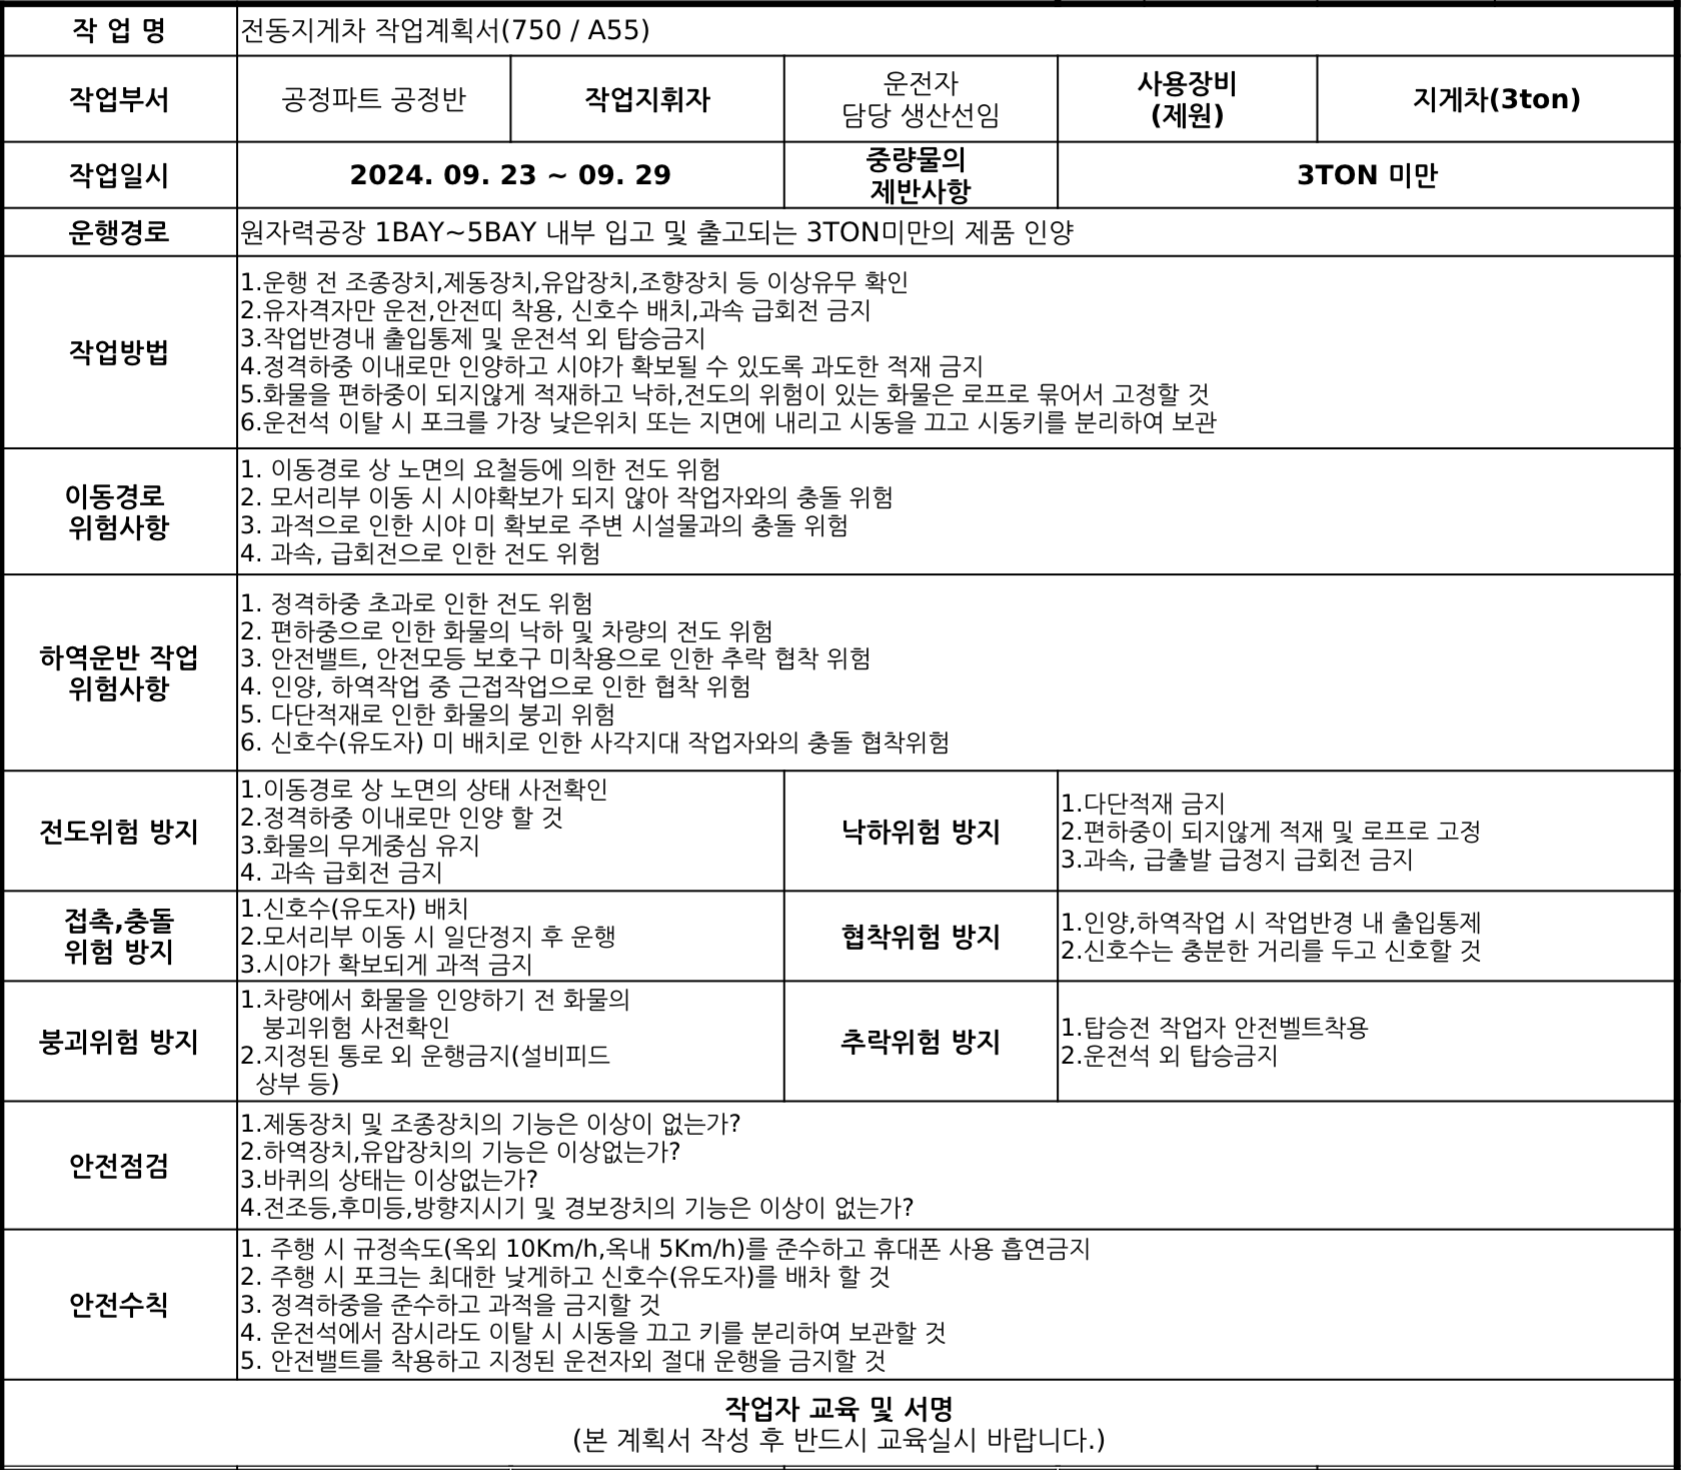 작 업 명
전동지게차 작업계획서(750 / A55)
작업부서
공정파트 공정반
작업지휘자
운전자
담당 생산선임
사용장비
(제원)
지게차(3ton)
작업일시
2024. 09. 23 ~ 09. 29
중량물의
제반사항
3TON 미만
운행경로
원자력공장 1BAY~5BAY 내부 입고 및 출고되는 3TON미만의 제품 인양
작업방법
1.운행 전 조종장치,제동장치,유압장치,조향장치 등 이상유무 확인
2.유자격자만 운전,안전띠 착용, 신호수 배치,과속 급회전 금지
3.작업반경내 출입통제 및 운전석 외 탑승금지
4.정격하중 이내로만 인양하고 시야가 확보될 수 있도록 과도한 적재 금지
5.화물을 편하중이 되지않게 적재하고 낙하,전도의 위험이 있는 화물은 로프로 묶어서 고정할 것
6.운전석 이탈 시 포크를 가장 낮은위치 또는 지면에 내리고 시동을 끄고 시동키를 분리하여 보관
이동경로
위험사항
1. 이동경로 상 노면의 요철등에 의한 전도 위험
2. 모서리부 이동 시 시야확보가 되지 않아 작업자와의 충돌 위험
3. 과적으로 인한 시야 미 확보로 주변 시설물과의 충돌 위험
4. 과속, 급회전으로 인한 전도 위험
하역운반 작업
위험사항
1. 정격하중 초과로 인한 전도 위험
2. 편하중으로 인한 화물의 낙하 및 차량의 전도 위험
3. 안전밸트, 안전모등 보호구 미착용으로 인한 추락 협착 위험
4. 인양, 하역작업 중 근접작업으로 인한 협착 위험
5. 다단적재로 인한 화물의 붕괴 위험
6. 신호수(유도자) 미 배치로 인한 사각지대 작업자와의 충돌 협착위험
전도위험 방지
1.이동경로 상 노면의 상태 사전확인
2.정격하중 이내로만 인양 할 것
3.화물의 무게중심 유지
4. 과속 급회전 금지
낙하위험 방지
1.다단적재 금지
2.편하중이 되지않게 적재 및 로프로 고정
3.과속, 급출발 급정지 급회전 금지
접촉,충돌
위험 방지
1.신호수(유도자) 배치
2.모서리부 이동 시 일단정지 후 운행
3.시야가 확보되게 과적 금지
협착위험 방지
1.인양,하역작업 시 작업반경 내 출입통제
2.신호수는 충분한 거리를 두고 신호할 것
붕괴위험 방지
1.차량에서 화물을 인양하기 전 화물의
붕괴위험 사전확인
2.지정된 통로 외 운행금지(설비피드
상부 등)
추락위험 방지
1.탑승전 작업자 안전벨트착용
2.운전석 외 탑승금지
안전점검
1.제동장치 및 조종장치의 기능은 이상이 없는가?
2.하역장치,유압장치의 기능은 이상없는가?
3.바퀴의 상태는 이상없는가?
4.전조등,후미등,방향지시기 및 경보장치의 기능은 이상이 없는가?
안전수칙
1. 주행 시 규정속도(옥외 10Km/h,옥내 5Km/h)를 준수하고 휴대폰 사용 흡연금지
2. 주행 시 포크는 최대한 낮게하고 신호수(유도자)를 배차 할 것
3. 정격하중을 준수하고 과적을 금지할 것
4. 운전석에서 잠시라도 이탈 시 시동을 끄고 키를 분리하여 보관할 것
5. 안전밸트를 착용하고 지정된 운전자외 절대 운행을 금지할 것
작업자 교육 및 서명
(본 계획서 작성 후 반드시 교육실시 바랍니다.)